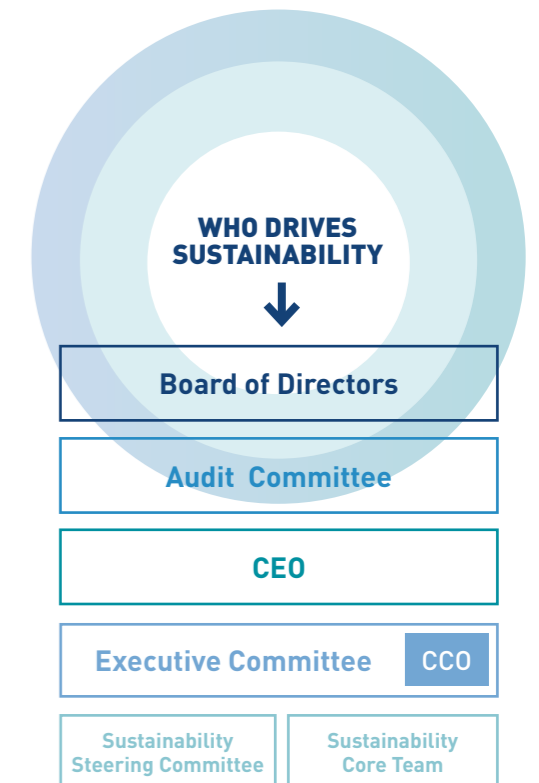 WHO DRIVES
SUSTAINABILITY
Board of Directors
Audit Committee
CEO
Executive Committee
CCO
Sustainability
Steering Committee
Sustainability
Core Team